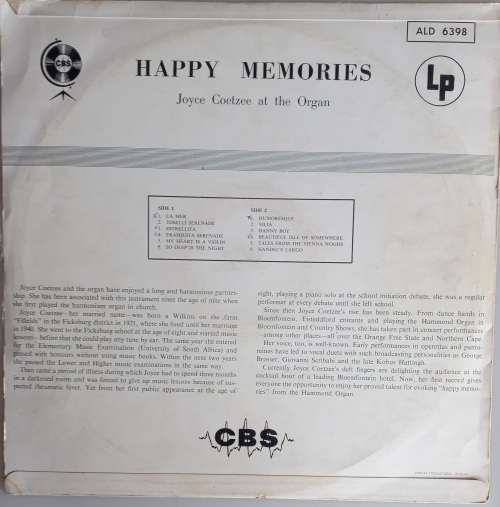 ALD 6398
CBS
HAPPY MEMORIES
LP
Joyce Coetzee at the Organ
SIDE 1
1. LA MER
2. TOSELLI SERENADE
3. ESTRELLITA
4. FRASQUITA SERENADE
5. MY HEART IS A VIOLIN
6. SO DEEP IS THE NIGHT
SIDE 2
1. HUMORESQUE
2. VILIA
3. DANNY BOY
4. BEAUTIFUL ISLE OF SOMEWHERE
5. TALES FROM THE VIENNA WOODS
6. HANDEL'S LARGO
Joyce Coetzee and the organ have enjoyed a long and harmonious partner-
ship. She has been associated with this instrument since the age of nine when
she first played the harmonium organ in church.
Joyce Coetzee—her married name—was born a Wilkins on the farm
in the Ficksburg district in 1931, where she lived until her marriage
in 1940. She went to the Ficksburg school at the age of eight and started music
lessons—before that she could play any tune by ear. The same year she entered
for the Elementary Music Examination (University of South Africa) and
passed with honours without using music books. Within the next two years
she passed the Lower and Higher music examinations in the same way.
Then came a period of illness during which Joyce had to spend three months
in a darkened room and was forced to give up music lessons because of sus-
pected rheumatic fever. Yet from her first public appearance at the age of
eight, playing a piano solo at the school initiation debate, she was a regular
performer at every debate until she left school.
Since then Joyce Coetzee's rise has been steady. From dance bands in
Bloemfontein, Eisteddfod entrants and playing the Hammond Organ in
Bloemfontein and Country Shows, she has taken part in concert performances
—among other places—all over the Orange Free State and Northern Cape.
Her voice, too, is well-known. Early performances in operettas and panto-
mimes have led to vocal duets with such broadcasting personalities as George
Brower, Giovanni and the late Kobus Hattingh.
Currently Joyce Coetzee's deft fingers are delighting the audience at the
cocktail hour of a leading Bloemfontein hotel. Now, her first record gives
everyone the opportunity to enjoy her proved talent for evoking "happy memo-
ries" from the Hammond Organ.
CBS